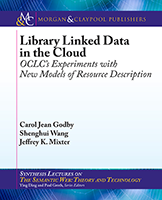 MORGAN & CLAYPOOL PUBLISHERS
Library Linked Data
in the Cloud
OCLC's Experiments with
New Models of Resource Description
Carol Jean Godby
Shenghui Wang
Jeffrey K. Mixter
SYNTHESIS LECTURES ON
THE SEMANTIC WEB: THEORY AND TECHNOLOGY
Ying Ding and Paul Groth, Series Editors